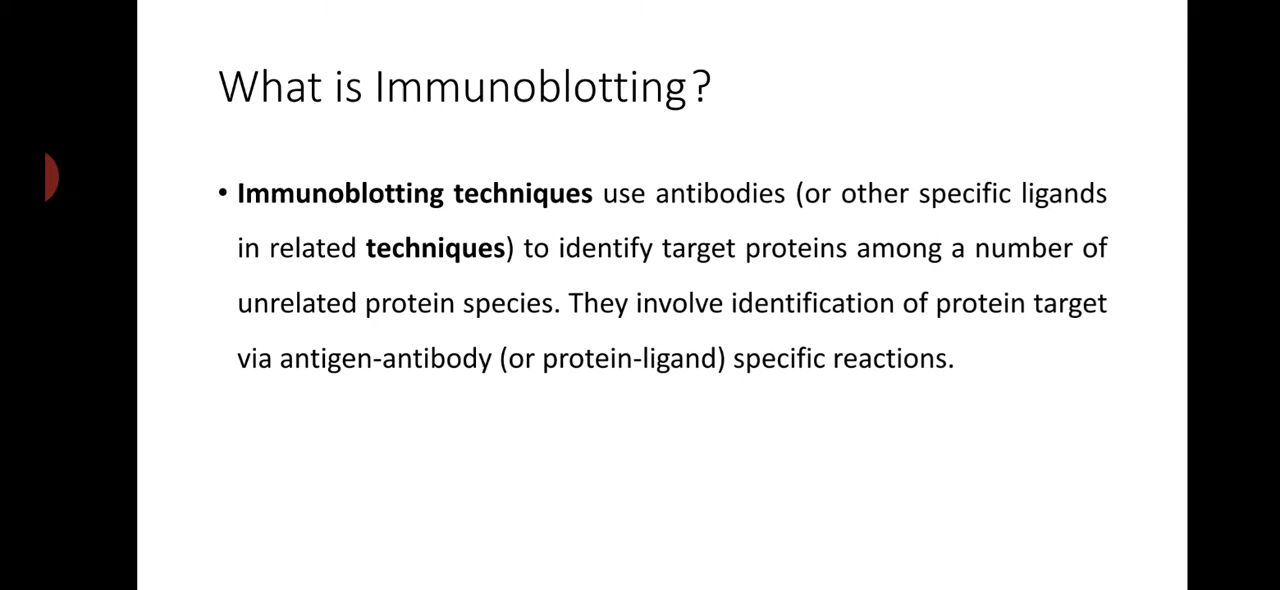 What is Immunoblotting?
• Immunoblotting techniques use antibodies (or other specific ligands
in related techniques) to identify target proteins among a number of
unrelated protein species. They involve identification of protein target
via antigen-antibody (or protein-ligand) specific reactions.